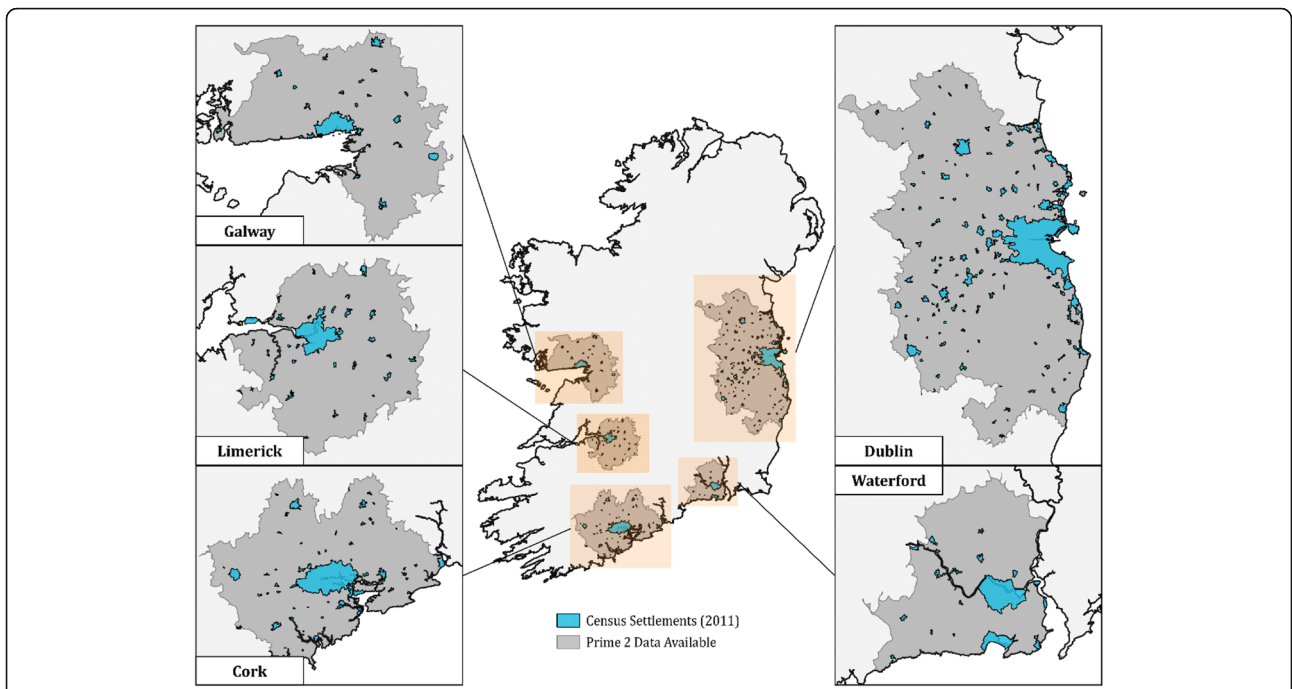 Galway
Limerick
Cork
Dublin
Waterford
Census Settlements (2011)
Prime 2 Data Available